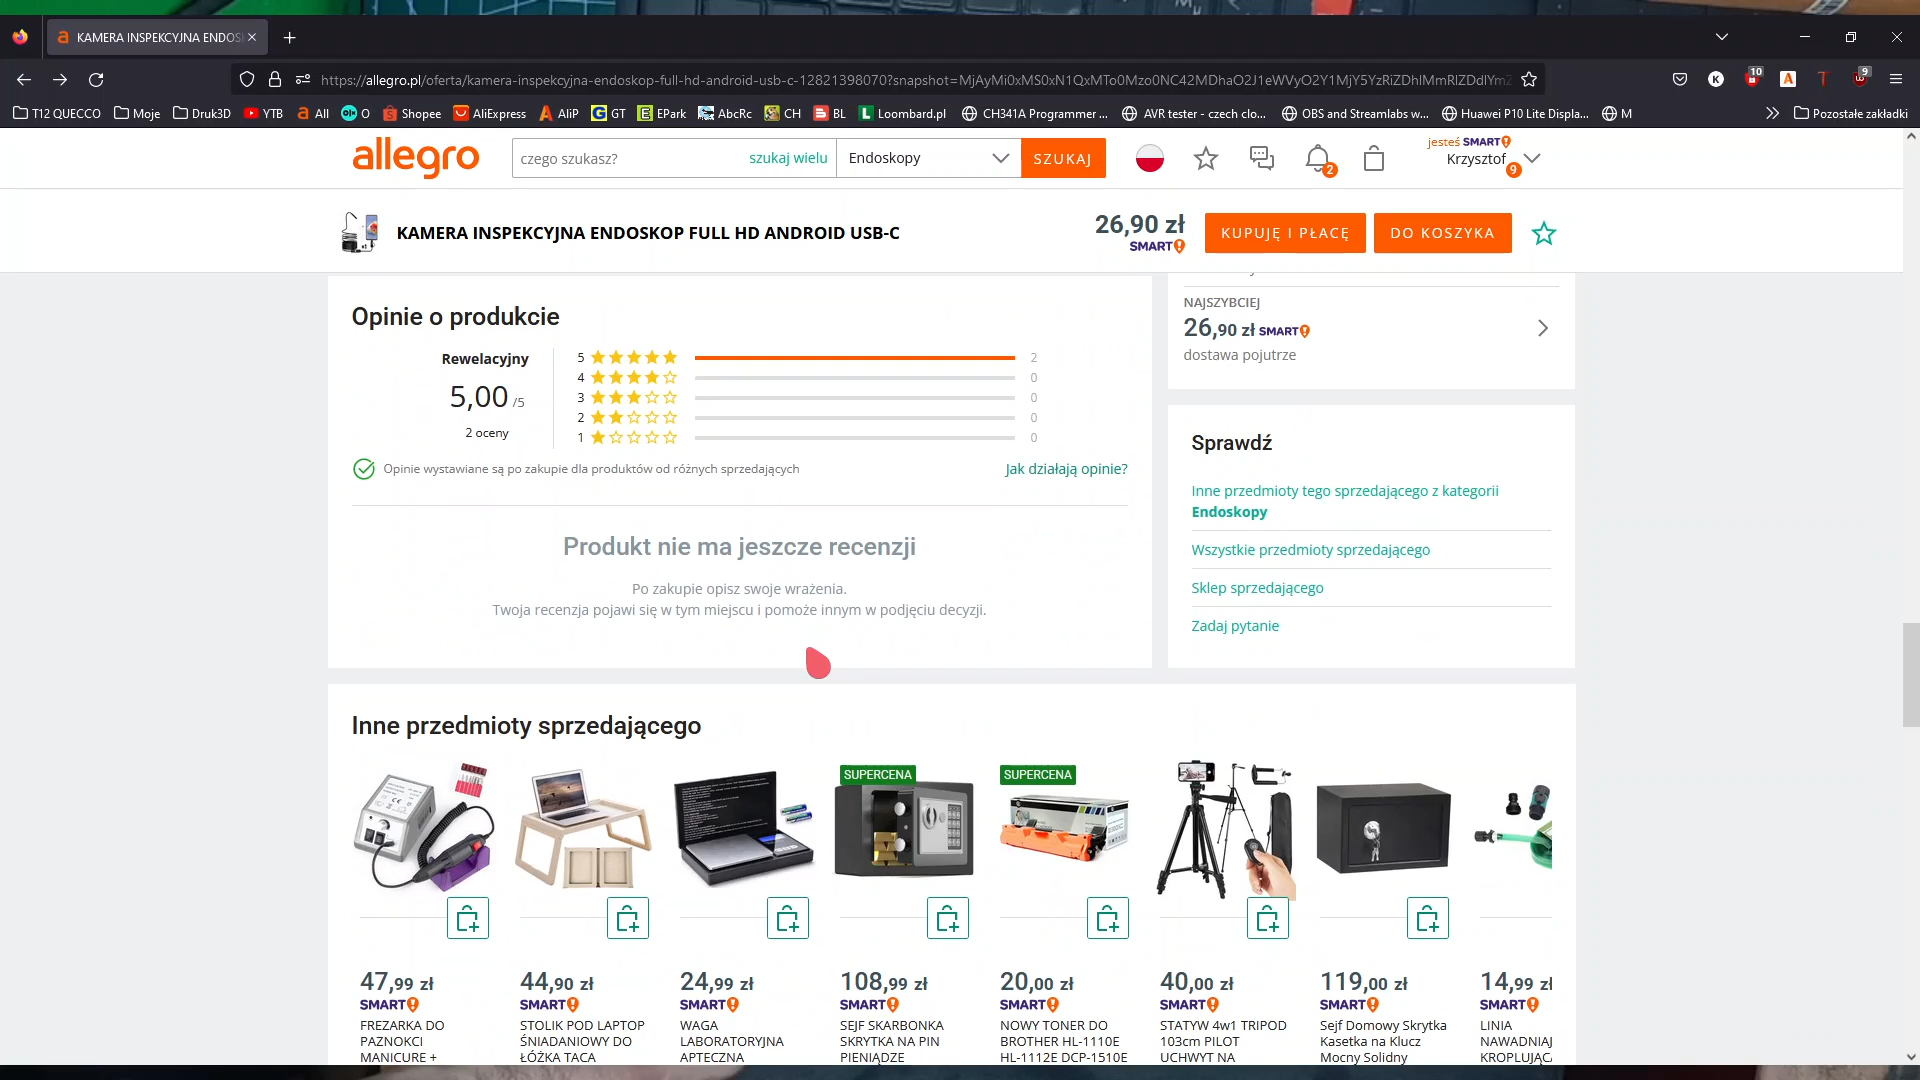 KAMERA INSPEKCYJNA ENDOS
https://allegro.pl/oferta/kamera-inspekcyjna-endoskop-full-hd-android-usb-c-12821398070?snapshot=
10
9
T12 QUECCO
Moje
Druk3D
YTB
All
O
Shopee
AliExpress
AliP
GT
EPark
AbcRc
CH
BL
Loombard.pl
CH341A Programmer ...
AVR tester - czech clo...
OBS and Streamlabs w...
Huawei P10 Lite Displa...
M
Pozostałe zakładki
allegro
czego szukasz?
szukaj wielu
Endoskopy
SZUKAJ
2
jesteś SMART!
Krzysztof
9
KAMERA INSPEKCYJNA ENDOSKOP FULL HD ANDROID USB-C
26,90 zł
SMART!
KUPUJĘ I PŁACĘ
DO KOSZYKA
Opinie o produkcie
Rewelacyjny
5,00 /5
2 oceny
5 2
4 0
3 0
2 0
1 0
Opinie wystawiane są po zakupie dla produktów od różnych sprzedających
Jak działają opinie?
Produkt nie ma jeszcze recenzji
Po zakupie opisz swoje wrażenia.
Twoja recenzja pojawi się w tym miejscu i pomoże innym w podjęciu decyzji.
NAJSZYBCIEJ
26,90 zł SMART!
dostawa pojutrze
Sprawdź
Inne przedmioty tego sprzedającego z kategorii
Endoskopy
Wszystkie przedmioty sprzedającego
Sklep sprzedającego
Zadaj pytanie
Inne przedmioty sprzedającego
SUPERCENA
SUPERCENA
47,99 zł
SMART!
FREZARKA DO
PAZNOKCI
MANICURE +
44,90 zł
SMART!
STOLIK POD LAPTOP
ŚNIADANIOWY DO
ŁÓŻKA TACA
24,99 zł
SMART!
WAGA
LABORATORYJNA
APTECZNA
108,99 zł
SMART!
SEJF SKARBONKA
SKRYTKA NA PIN
PIENIĄDZE
20,00 zł
SMART!
NOWY TONER DO
BROTHER HL-1110E
HL-1112E DCP-1510E
40,00 zł
SMART!
STATYW 4w1 TRIPOD
103cm PILOT
UCHWYT NA
119,00 zł
SMART!
Sejf Domowy Skrytka
Kasetka na Klucz
Mocny Solidny
14,99 zł
SMART!
LINIA
NAWADNIAJ
KROPLUJĄC